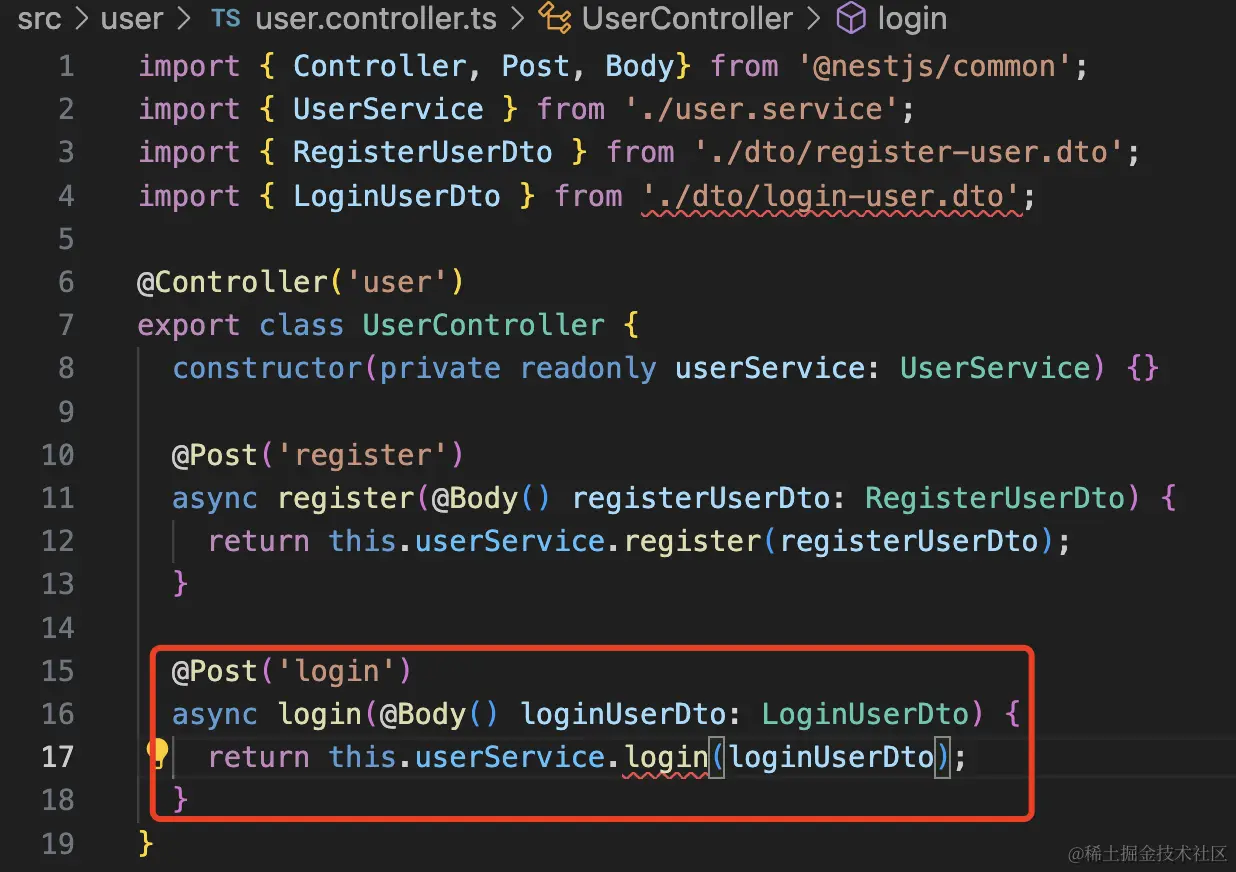 src > user > TS user.controller.ts > UserController > login
1 import { Controller, Post, Body} from '@nestjs/common';
2 import { UserService } from './user.service';
3 import { RegisterUserDto } from './dto/register-user.dto';
4 import { LoginUserDto } from './dto/login-user.dto';
5
6 @Controller('user')
7 export class UserController {
8   constructor(private readonly userService: UserService) {}
9
10   @Post('register')
11   async register(@Body() registerUserDto: RegisterUserDto) {
12     return this.userService.register(registerUserDto);
13   }
14
15   @Post('login')
16   async login(@Body() loginUserDto: LoginUserDto) {
17     return this.userService.login(loginUserDto);
18   }
19 }
@稀土掘金技术社区